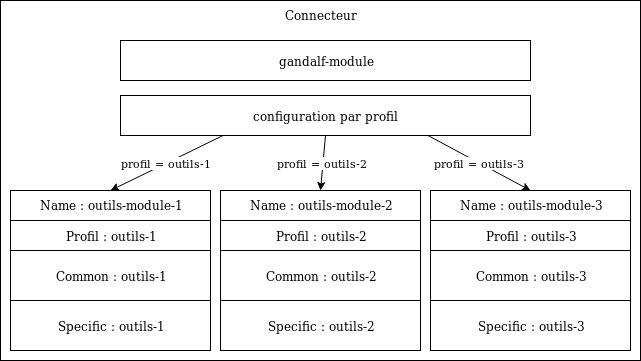 Connecteur
gandalf-module
configuration par profil
profil = outils-1
profil = outils-2
profil = outils-3
Name : outils-module-1
Profil : outils-1
Common : outils-1
Specific : outils-1
Name : outils-module-2
Profil : outils-2
Common : outils-2
Specific : outils-2
Name : outils-module-3
Profil : outils-3
Common : outils-3
Specific : outils-3